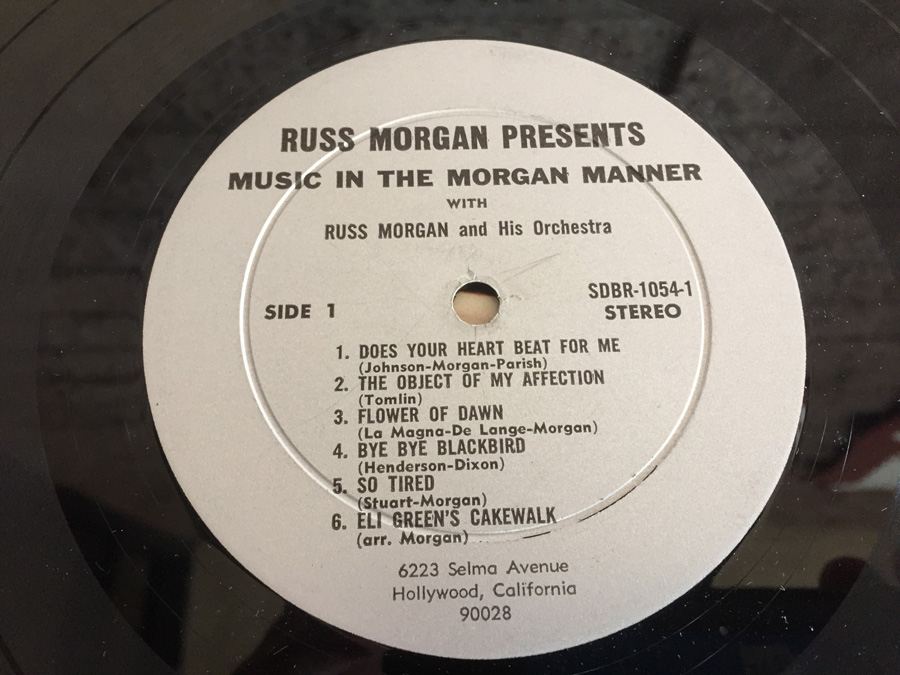 RUSS MORGAN PRESENTS
MUSIC IN THE MORGAN MANNER
WITH
RUSS MORGAN and His Orchestra
SIDE 1
SDBR-1054-1
STEREO
1. DOES YOUR HEART BEAT FOR ME
(Johnson-Morgan-Parish)
2. THE OBJECT OF MY AFFECTION
(Tomlin)
3. FLOWER OF DAWN
(La Magna-De Lange-Morgan)
4. BYE BYE BLACKBIRD
(Henderson-Dixon)
5. SO TIRED
(Stuart-Morgan)
6. ELI GREEN'S CAKEWALK
(arr. Morgan)
6223 Selma Avenue
Hollywood, California
90028